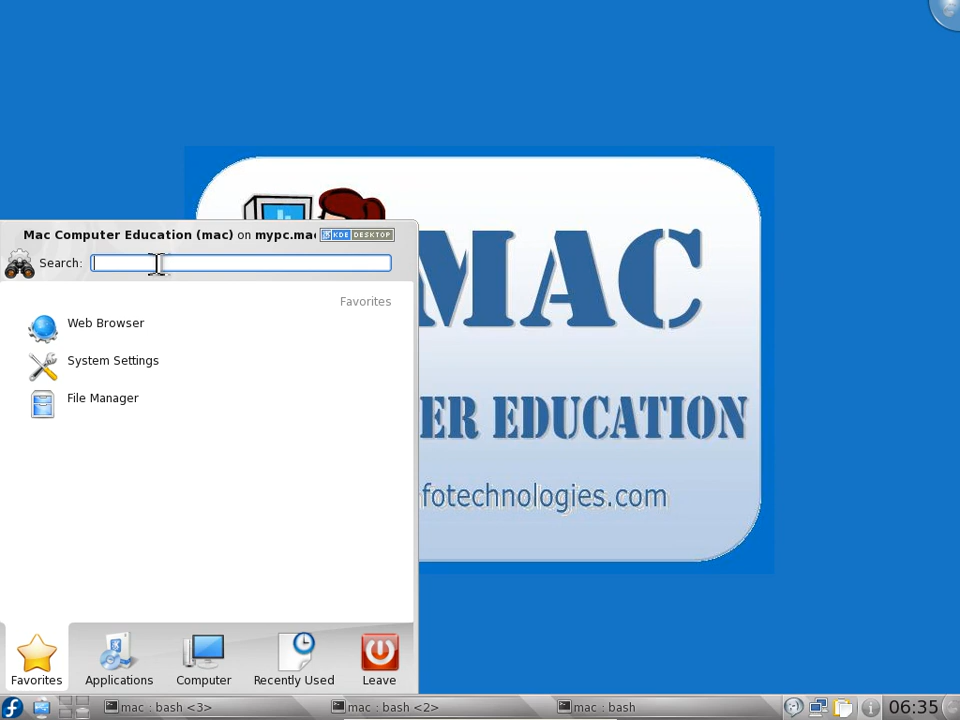 MAC
ER EDUCATION
fotechnologies.com
Mac Computer Education (mac) on mypc.mac
KDE DESKTOP
Search:
Favorites
Web Browser
System Settings
File Manager
Favorites
Applications
Computer
Recently Used
Leave
mac : bash <3>
mac : bash <2>
mac : bash
06:35